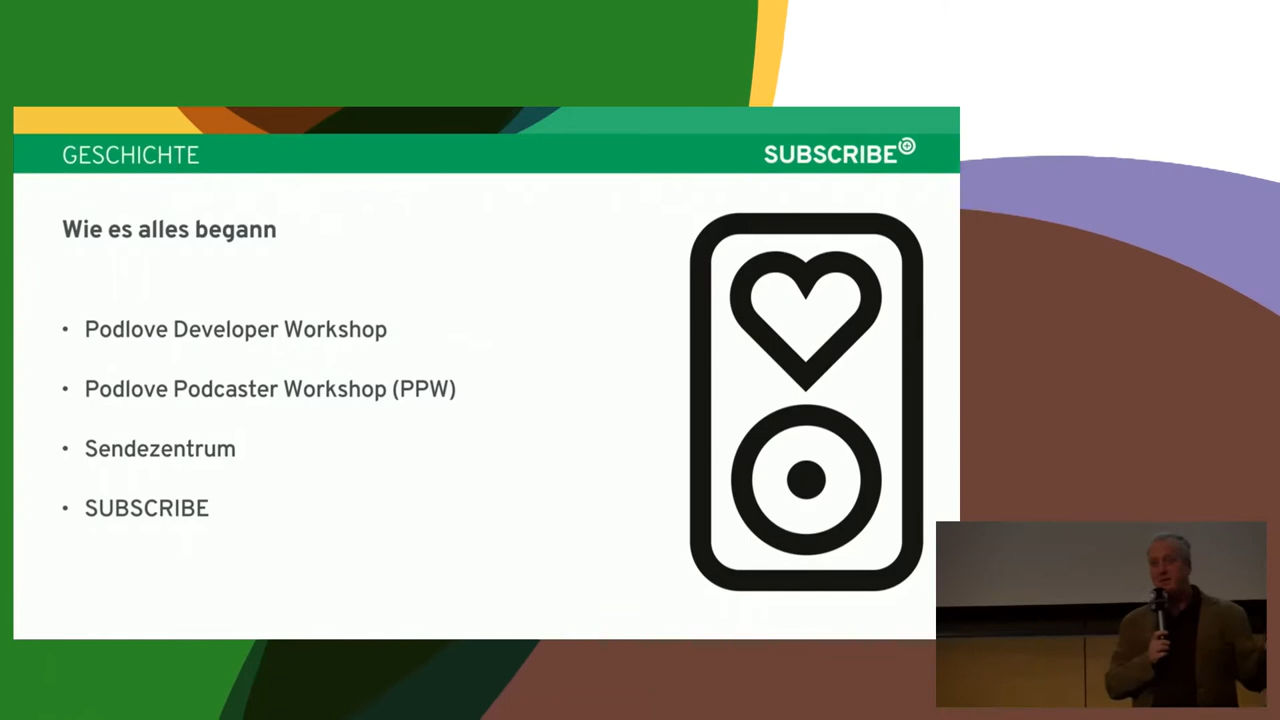 GESCHICHTE
SUBSCRIBE
Wie es alles begann
• Podlove Developer Workshop
• Podlove Podcaster Workshop (PPW)
• Sendezentrum
• SUBSCRIBE